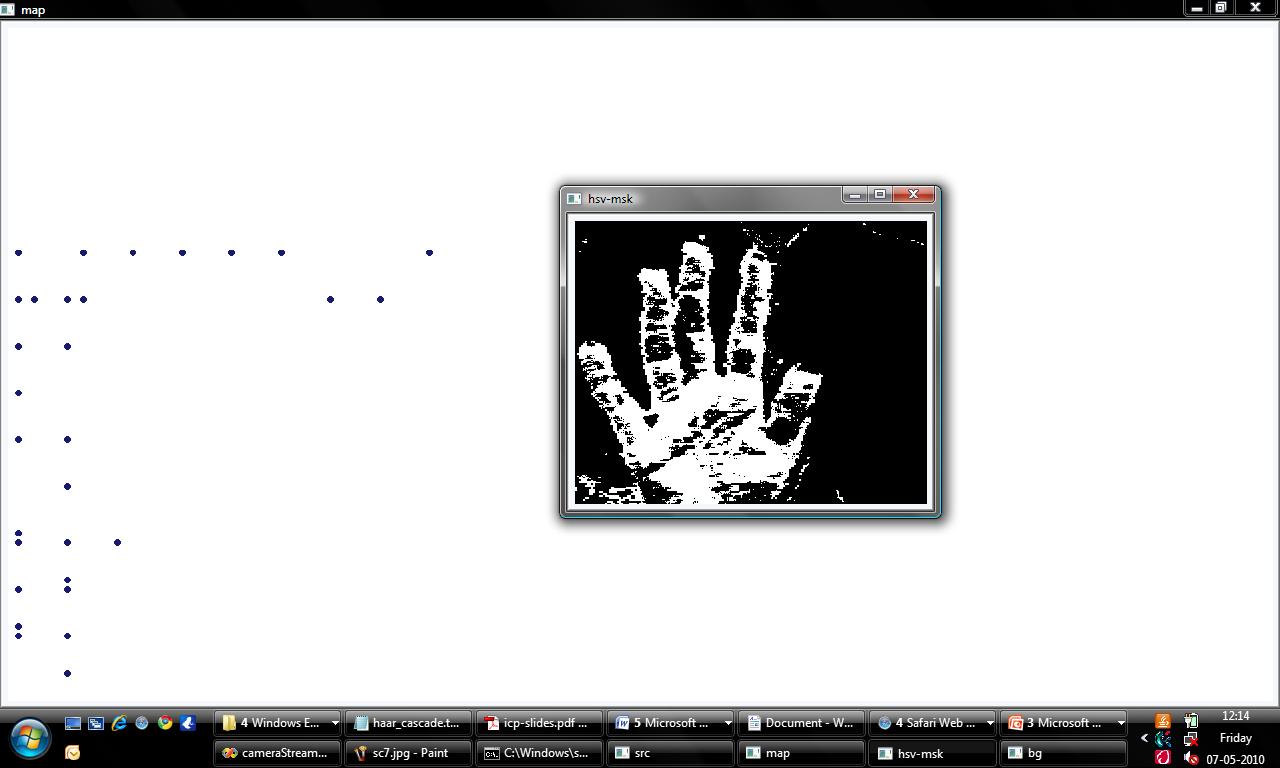 map
hsv-msk
4 Windows E...
haar_cascade.t...
icp-slides.pdf ...
5 Microsoft ...
Document - W...
4 Safari Web ...
3 Microsoft ...
12:14
cameraStream...
sc7.jpg - Paint
C:\Windows\s...
src
map
hsv-msk
bg
Friday
07-05-2010